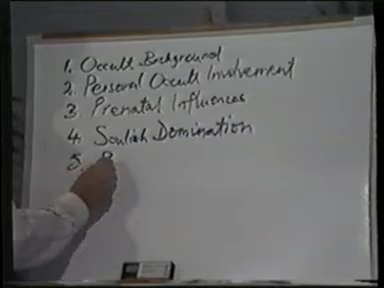 1. Occult Background
2. Personal Occult Involvement
3. Prenatal Influences
4. Soulish Domination
5. P